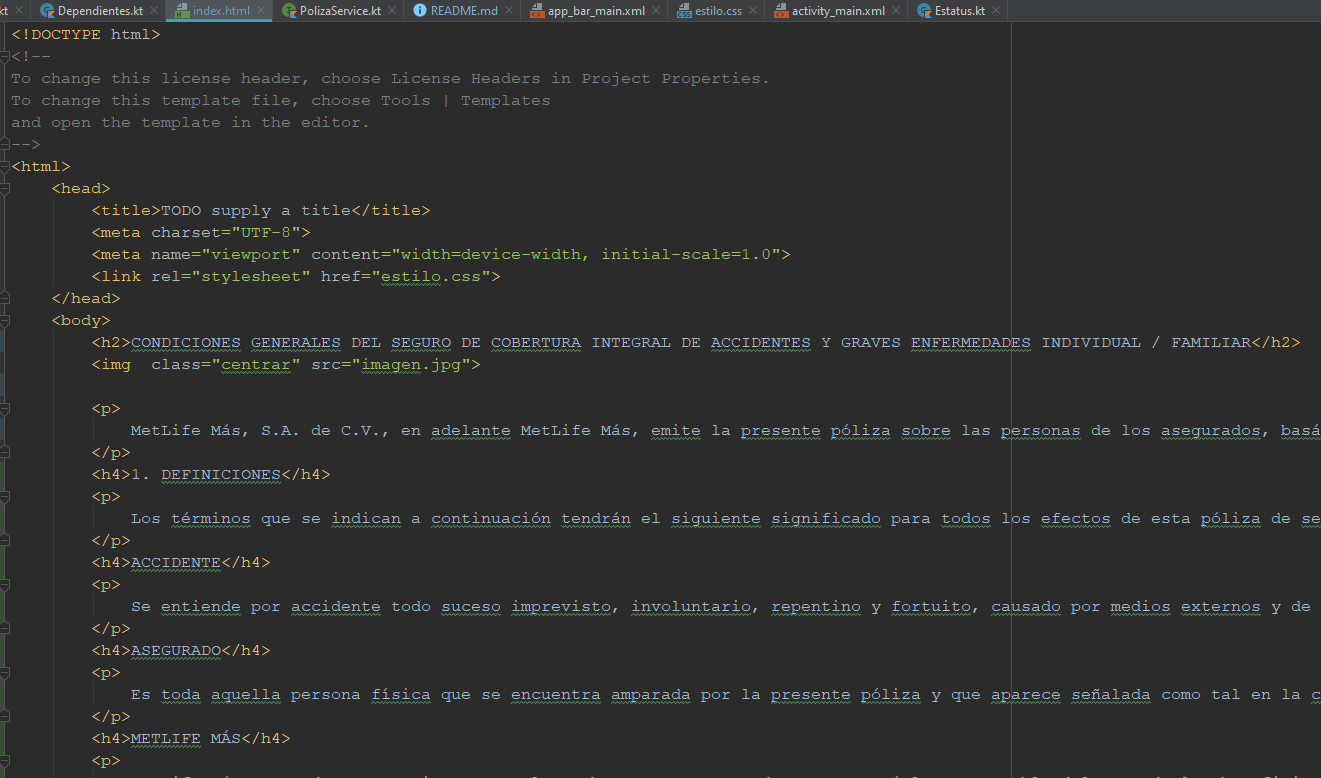 kt Dependientes.kt index.html PolizaService.kt README.md app_bar_main.xml estilo.css activity_main.xml Estatus.kt
<!DOCTYPE html>
<!--
To change this license header, choose License Headers in Project Properties.
To change this template file, choose Tools | Templates
and open the template in the editor.
-->
<html>
<head>
<title>TODO supply a title</title>
<meta charset="UTF-8">
<meta name="viewport" content="width=device-width, initial-scale=1.0">
<link rel="stylesheet" href="estilo.css">
</head>
<body>
<h2>CONDICIONES GENERALES DEL SEGURO DE COBERTURA INTEGRAL DE ACCIDENTES Y GRAVES ENFERMEDADES INDIVIDUAL / FAMILIAR</h2>
<img  class="centrar" src="imagen.jpg">
<p>
MetLife Más, S.A. de C.V., en adelante MetLife Más, emite la presente póliza sobre las personas de los asegurados, basá
</p>
<h4>1. DEFINICIONES</h4>
<p>
Los términos que se indican a continuación tendrán el siguiente significado para todos los efectos de esta póliza de se
</p>
<h4>ACCIDENTE</h4>
<p>
Se entiende por accidente todo suceso imprevisto, involuntario, repentino y fortuito, causado por medios externos y de
</p>
<h4>ASEGURADO</h4>
<p>
Es toda aquella persona física que se encuentra amparada por la presente póliza y que aparece señalada como tal en la c
</p>
<h4>METLIFE MÁS</h4>
<p>